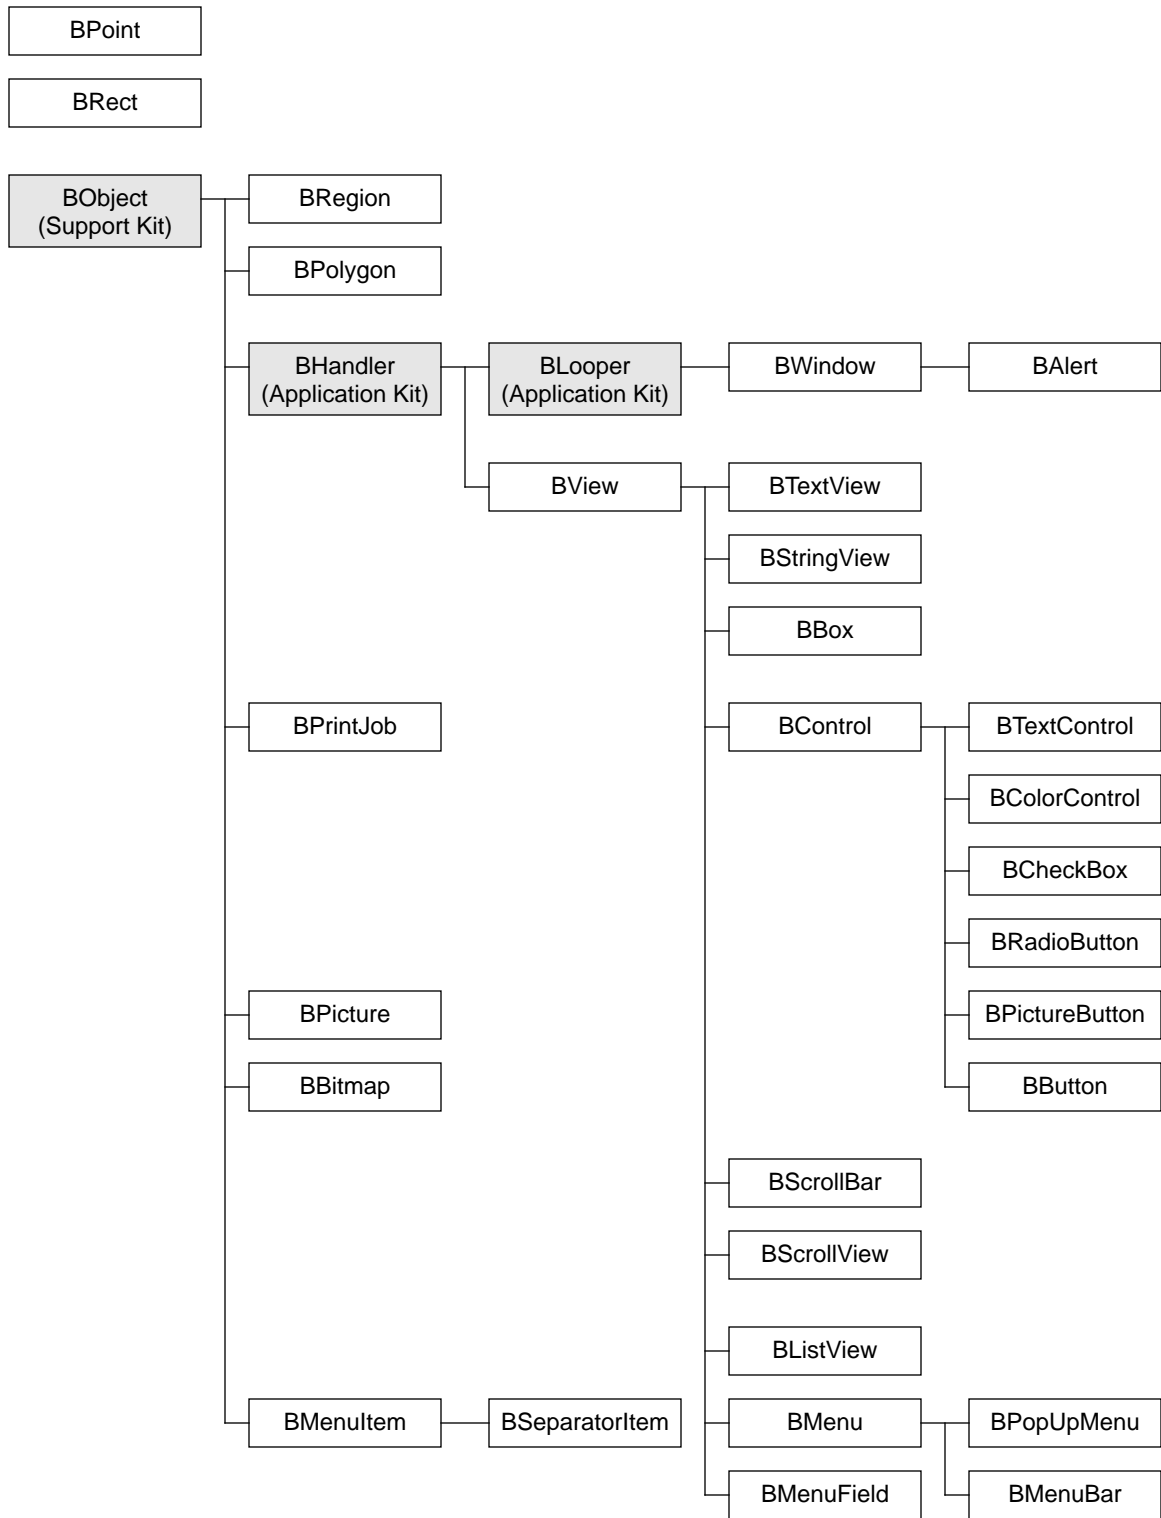 BPoint
BRect
BObject
(Support Kit)
BRegion
BPolygon
BHandler
(Application Kit)
BLooper
(Application Kit)
BWindow
BAlert
BView
BTextView
BStringView
BBox
BPrintJob
BControl
BTextControl
BColorControl
BCheckBox
BRadioButton
BPicture
BPictureButton
BBitmap
BButton
BScrollBar
BScrollView
BListView
BMenuItem
BSeparatorItem
BMenu
BPopUpMenu
BMenuField
BMenuBar